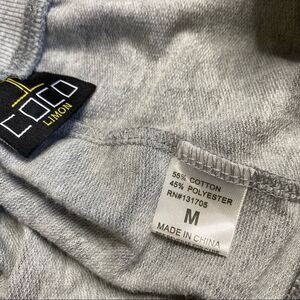 COCO
LIMON
55% COTTON
45% POLYESTER
RN#131705
M
MADE IN CHINA